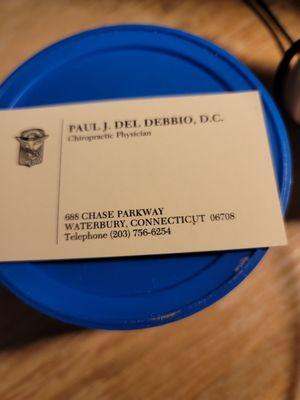 PAUL J. DEL DEBBIO, D.C.
Chiropractic Physician
688 CHASE PARKWAY
WATERBURY, CONNECTICUT 06708
Telephone (203) 756-6254